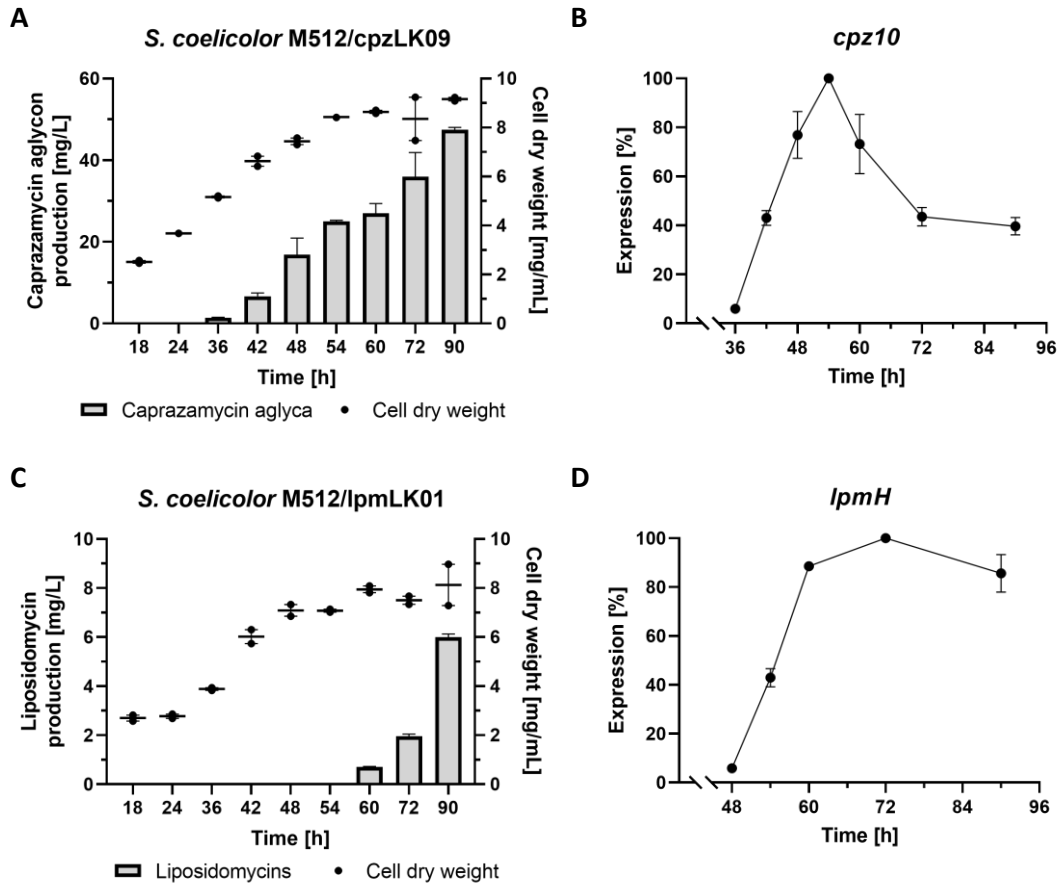 A
S. coelicolor M512/cpzLK09
Caprazamycin aglycon
production [mg/L]
60
40
20
0
10
8
6
4
2
0
Cell dry weight [mg/mL]
18 24 36 42 48 54 60 72 90
Time [h]
Caprazamycin aglyca Cell dry weight
B
cpz10
Expression [%]
100
80
60
40
20
0
36 48 60 72 84 96
Time [h]
C
S. coelicolor M512/lpmLK01
Liposidomycin
production [mg/L]
10
8
6
4
2
0
10
8
6
4
2
0
Cell dry weight [mg/mL]
18 24 36 42 48 54 60 72 90
Time [h]
Liposidomycins Cell dry weight
D
lpmH
Expression [%]
100
80
60
40
20
0
48 60 72 84 96
Time [h]